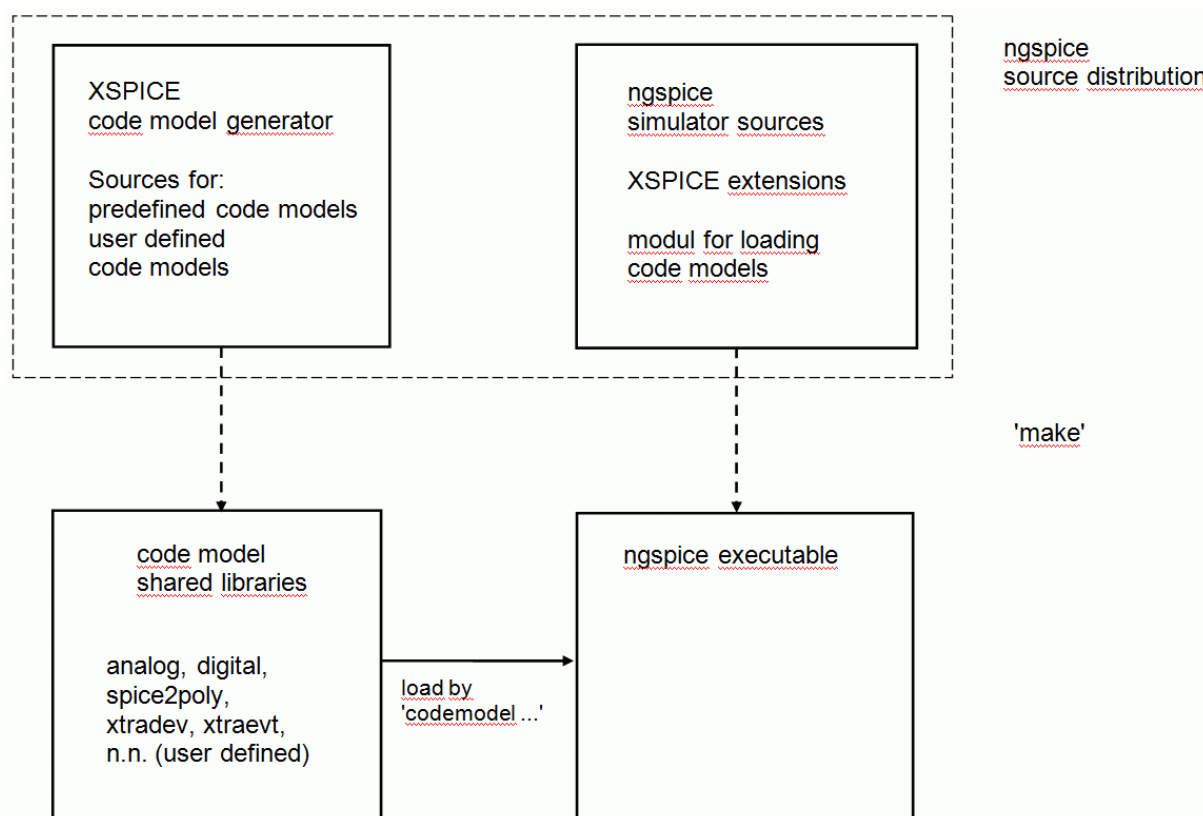 XSPICE
code model generator
Sources for:
predefined code models
user defined
code models
ngspice
simulator sources
XSPICE extensions
modul for loading
code models
ngspice
source distribution
'make'
code model
shared libraries
analog, digital,
spice2poly,
xtradev, xtraevt,
n.n. (user defined)
load by
'codemodel ...'
ngspice executable